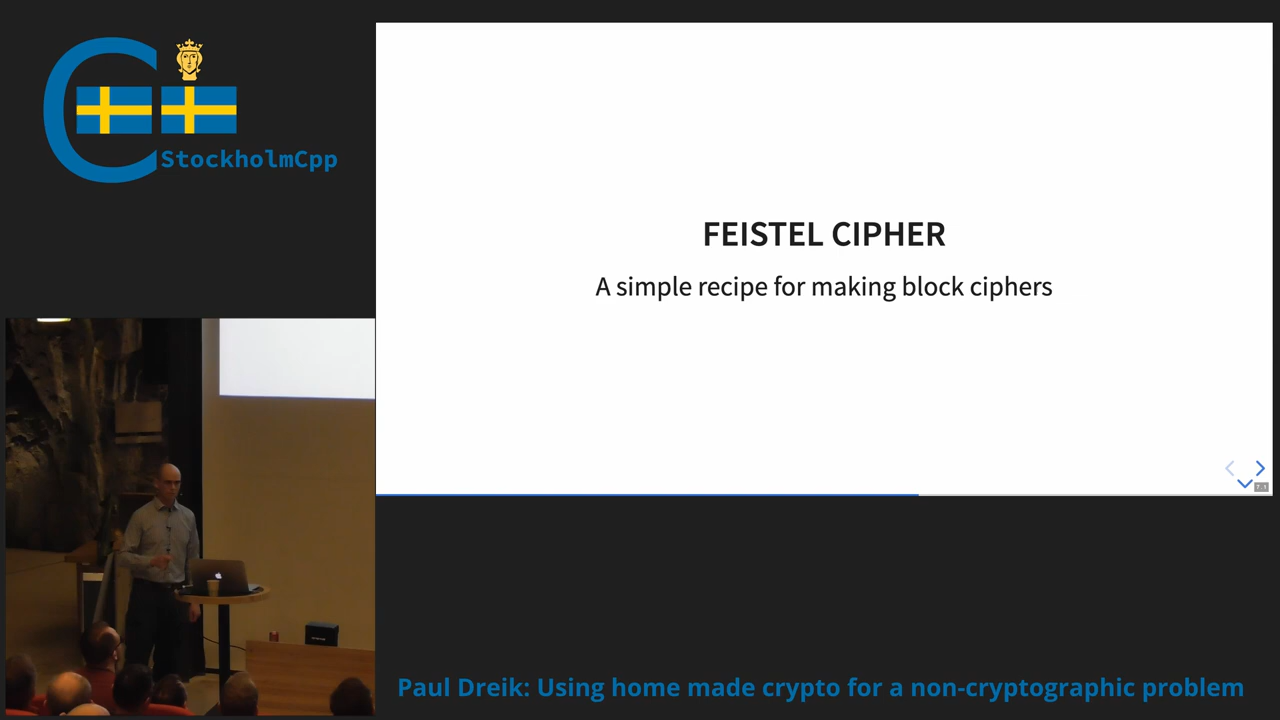 StockholmCpp
FEISTEL CIPHER
A simple recipe for making block ciphers
Paul Dreik: Using home made crypto for a non-cryptographic problem